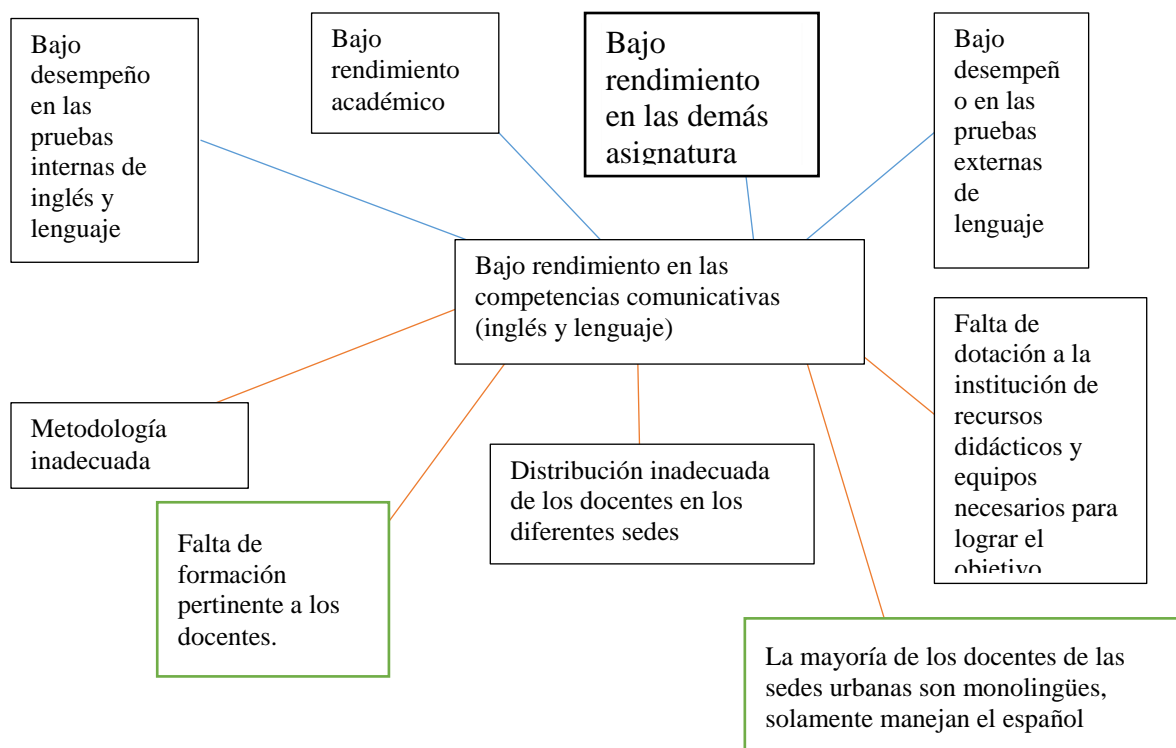 Bajo
desempeño
en las
pruebas
internas de
inglés y
lenguaje
Bajo
rendimiento
académico
Bajo
rendimiento
en las demás
asignatura
Bajo
desempeñ
o en las
pruebas
externas
de
lenguaje
Bajo rendimiento en las
competencias comunicativas
(inglés y lenguaje)
Metodología
inadecuada
Falta de
formación
pertinente a los
docentes.
Distribución inadecuada
de los docentes en los
diferentes sedes
Falta de
dotación a la
institución de
recursos
didácticos y
equipos
necesarios para
lograr el
objetivo
La mayoría de los docentes de las
sedes urbanas son monolingües,
solamente manejan el español